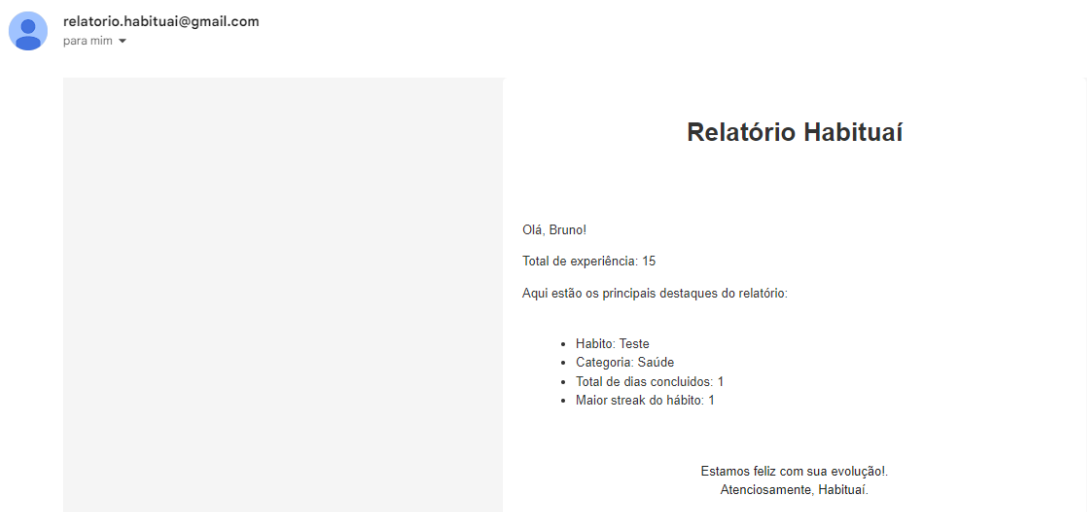 relatorio.habituai@gmail.com
para mim
Relatório Habituaí
Olá, Bruno!
Total de experiência: 15
Aqui estão os principais destaques do relatório:
• Habito: Teste
• Categoria: Saúde
• Total de dias concluidos: 1
• Maior streak do hábito: 1
Estamos feliz com sua evolução!.
Atenciosamente, Habituaí.